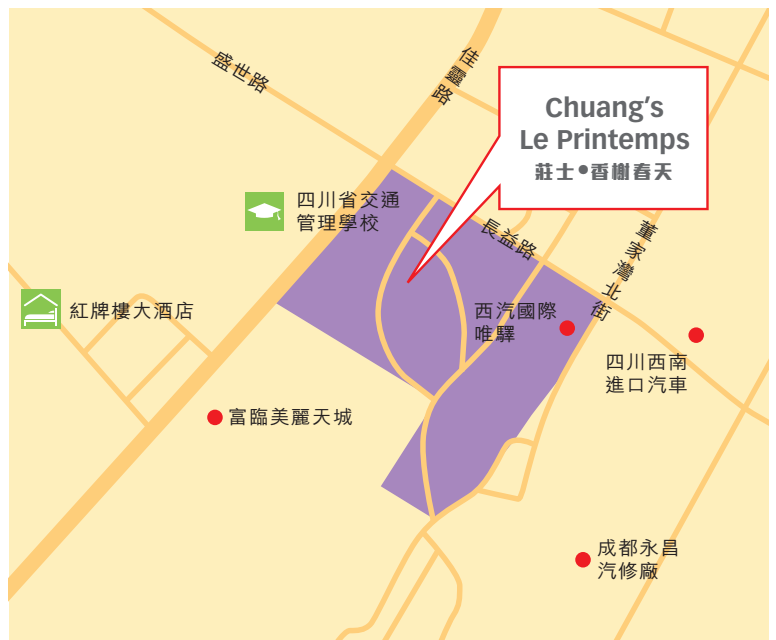 盛世路
佳靈路
Chuang's
Le Printemps
莊士•香榭春天
四川省交通
管理學校
長益路
董家灣北街
紅牌樓大酒店
西汽國際
唯驛
四川西南
進口汽車
富臨美麗天城
成都永昌
汽修廠